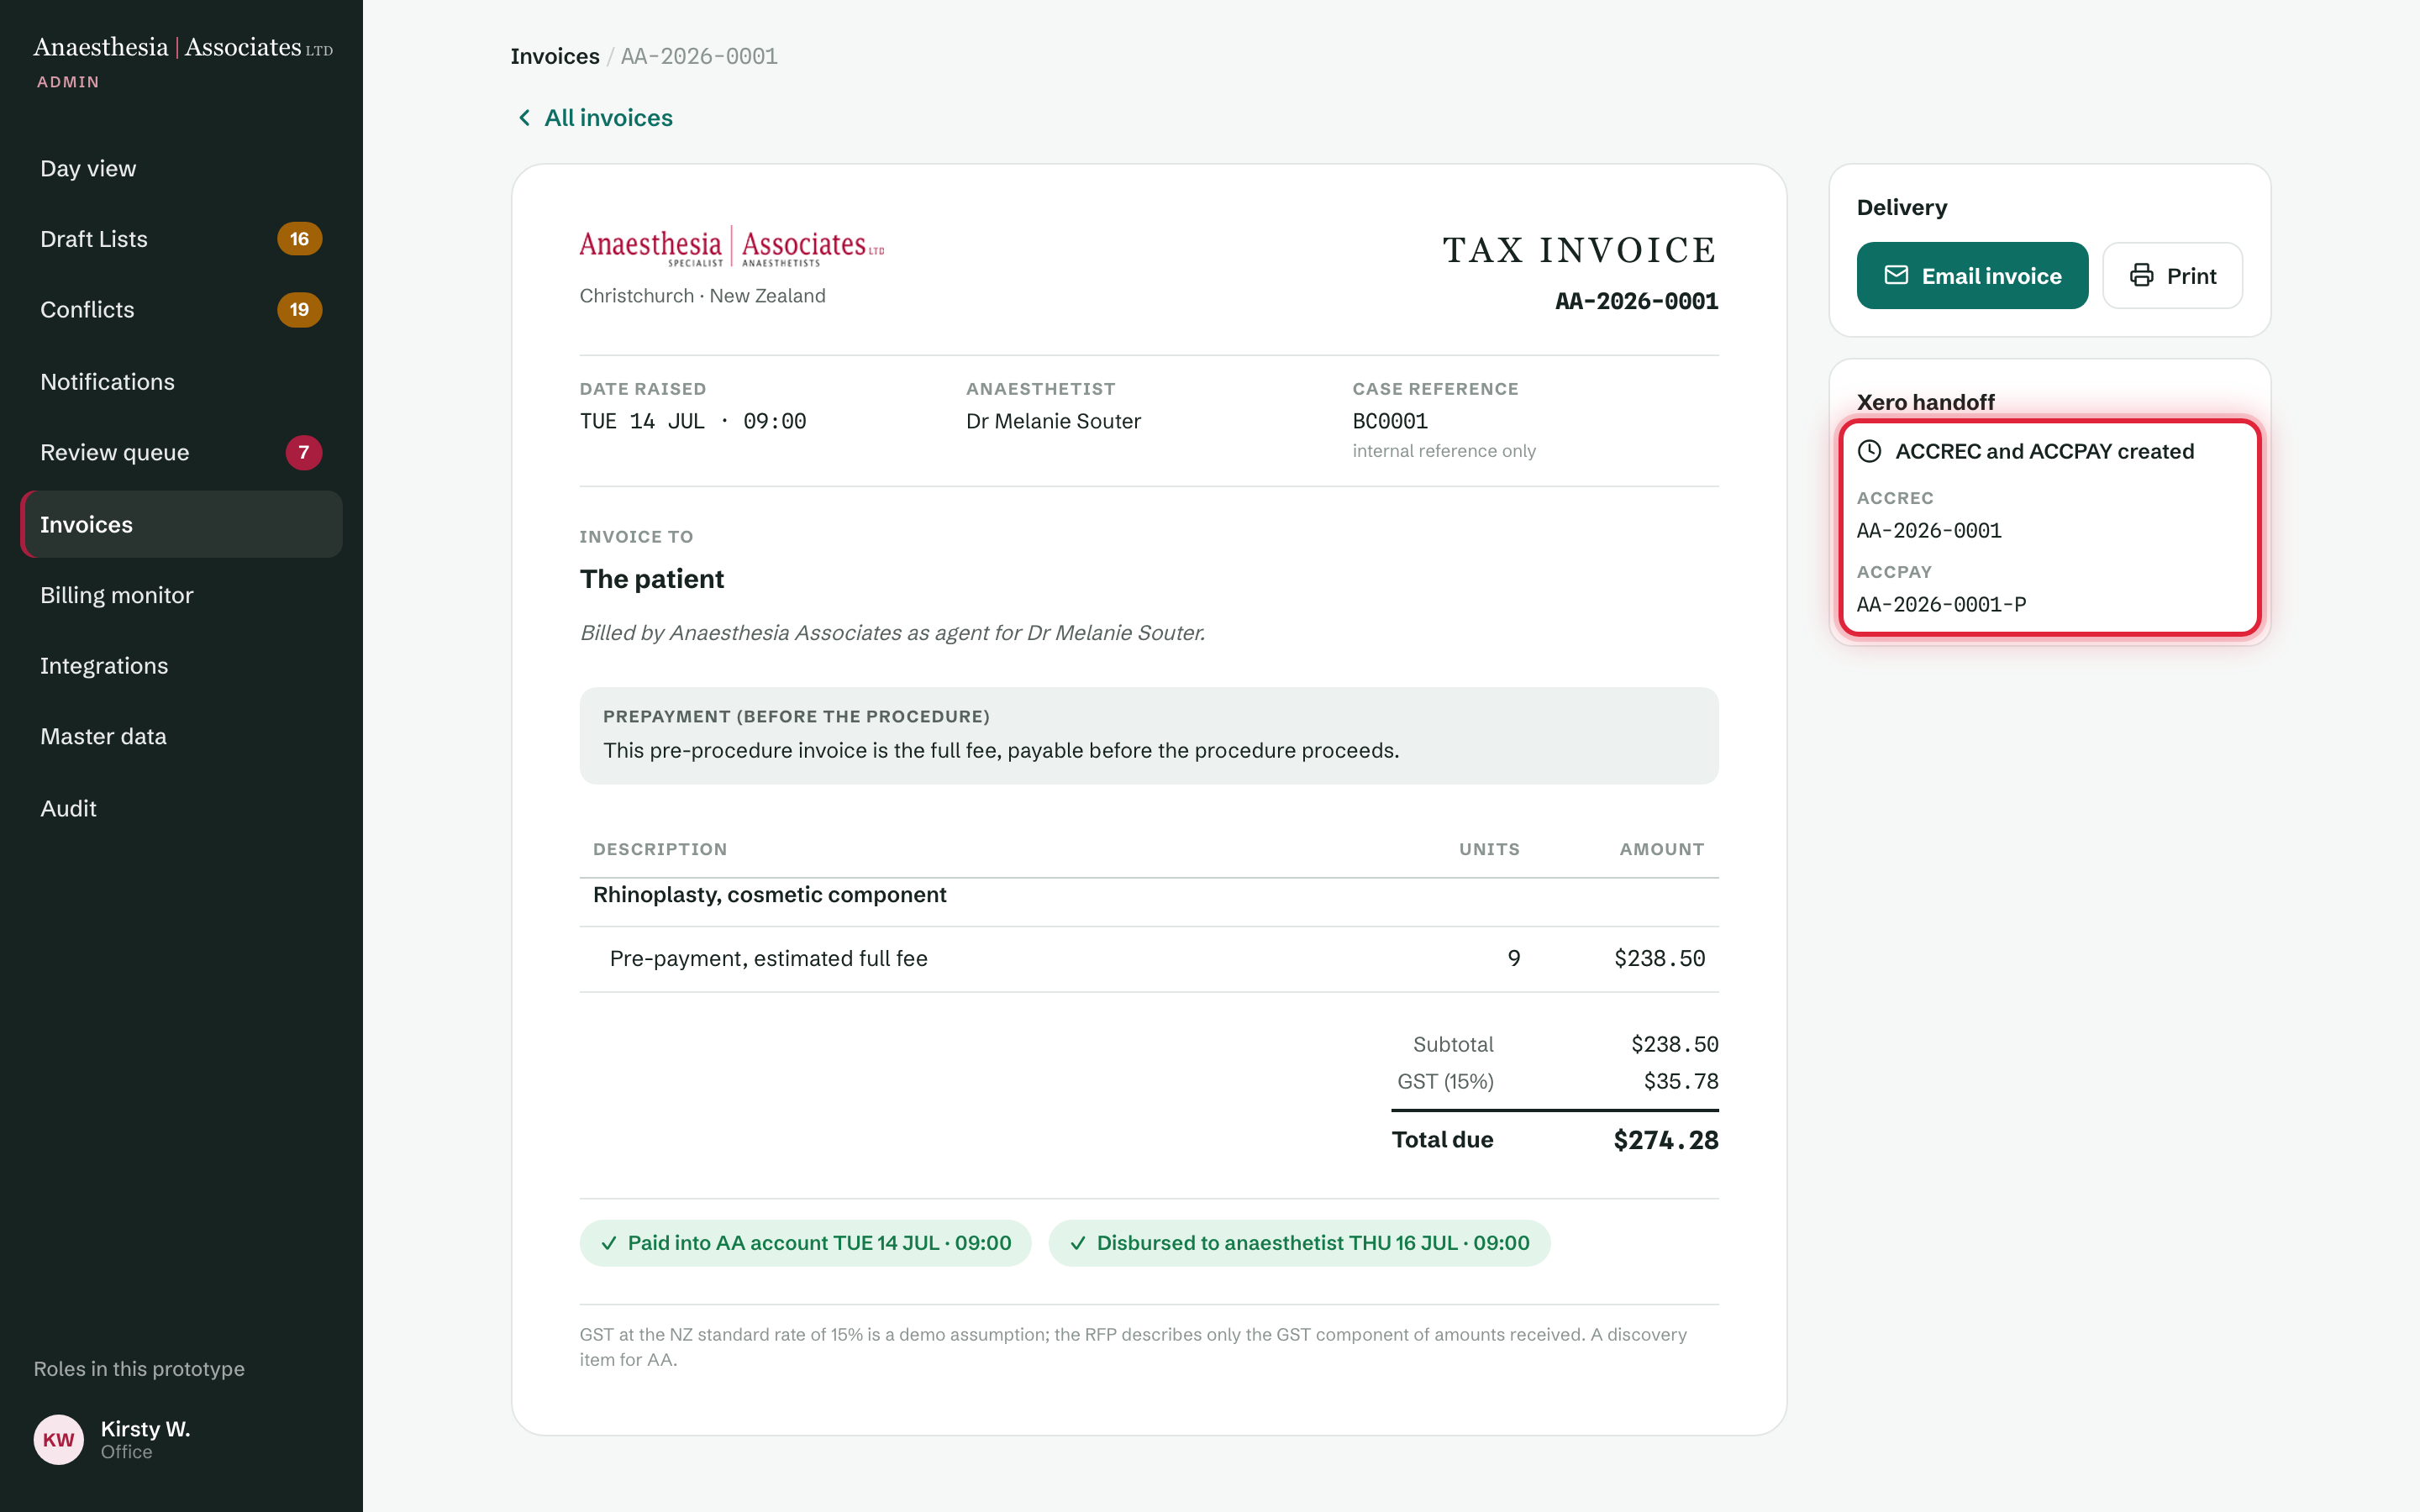 Anaesthesia | Associates LTD
ADMIN
Day view
Draft Lists 16
Conflicts 19
Notifications
Review queue 7
Invoices
Billing monitor
Integrations
Master data
Audit
Roles in this prototype
KW
Kirsty W.
Office
Invoices / AA-2026-0001
All invoices
Anaesthesia | Associates LTD
SPECIALIST ANAESTHETISTS
Christchurch · New Zealand
TAX INVOICE
AA-2026-0001
DATE RAISED
TUE 14 JUL · 09:00
ANAESTHETIST
Dr Melanie Souter
CASE REFERENCE
BC0001
internal reference only
INVOICE TO
The patient
Billed by Anaesthesia Associates as agent for Dr Melanie Souter.
PREPAYMENT (BEFORE THE PROCEDURE)
This pre-procedure invoice is the full fee, payable before the procedure proceeds.
DESCRIPTION UNITS AMOUNT
Rhinoplasty, cosmetic component
Pre-payment, estimated full fee 9 $238.50
Subtotal $238.50
GST (15%) $35.78
Total due $274.28
Paid into AA account TUE 14 JUL · 09:00
Disbursed to anaesthetist THU 16 JUL · 09:00
GST at the NZ standard rate of 15% is a demo assumption; the RFP describes only the GST component of amounts received. A discovery
item for AA.
Delivery
Email invoice
Print
Xero handoff
ACCREC and ACCPAY created
ACCREC
AA-2026-0001
ACCPAY
AA-2026-0001-P